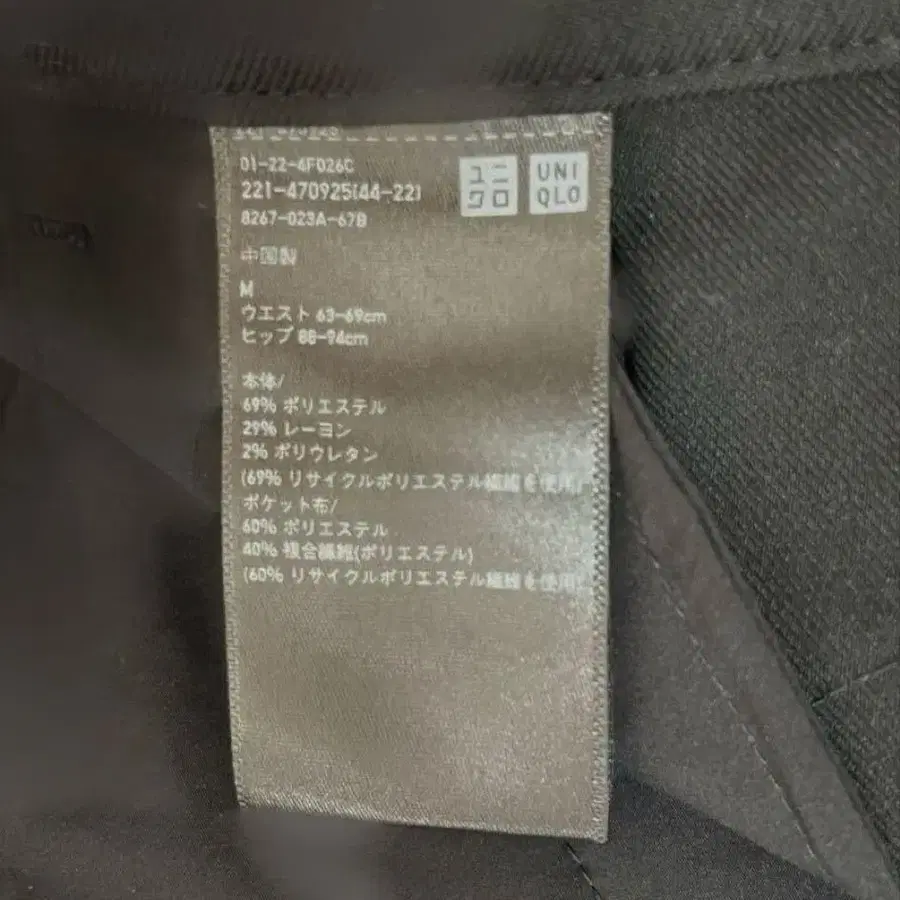 01-22-4F026C
221-470925(44-22)
8267-023A-67B
ユニ
クロ
UNI
QLO
中国製
M
ウエスト 63-69cm
ヒップ 88-94cm
本体/
69% ポリエステル
29% レーヨン
2% ポリウレタン
(69% リサイクルポリエステル繊維を使用)
ポケット布/
60% ポリエステル
40% 複合繊維(ポリエステル)
(60% リサイクルポリエステル繊維を使用)